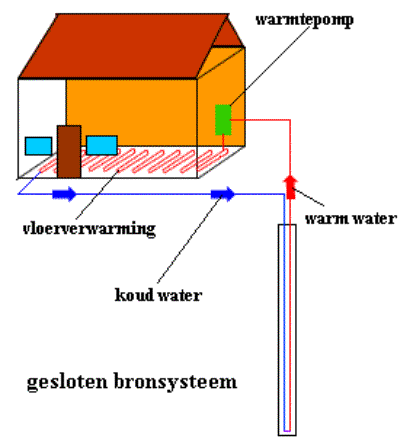 warmtepomp
vloerverwarming
warm water
koud water
gesloten bronsysteem